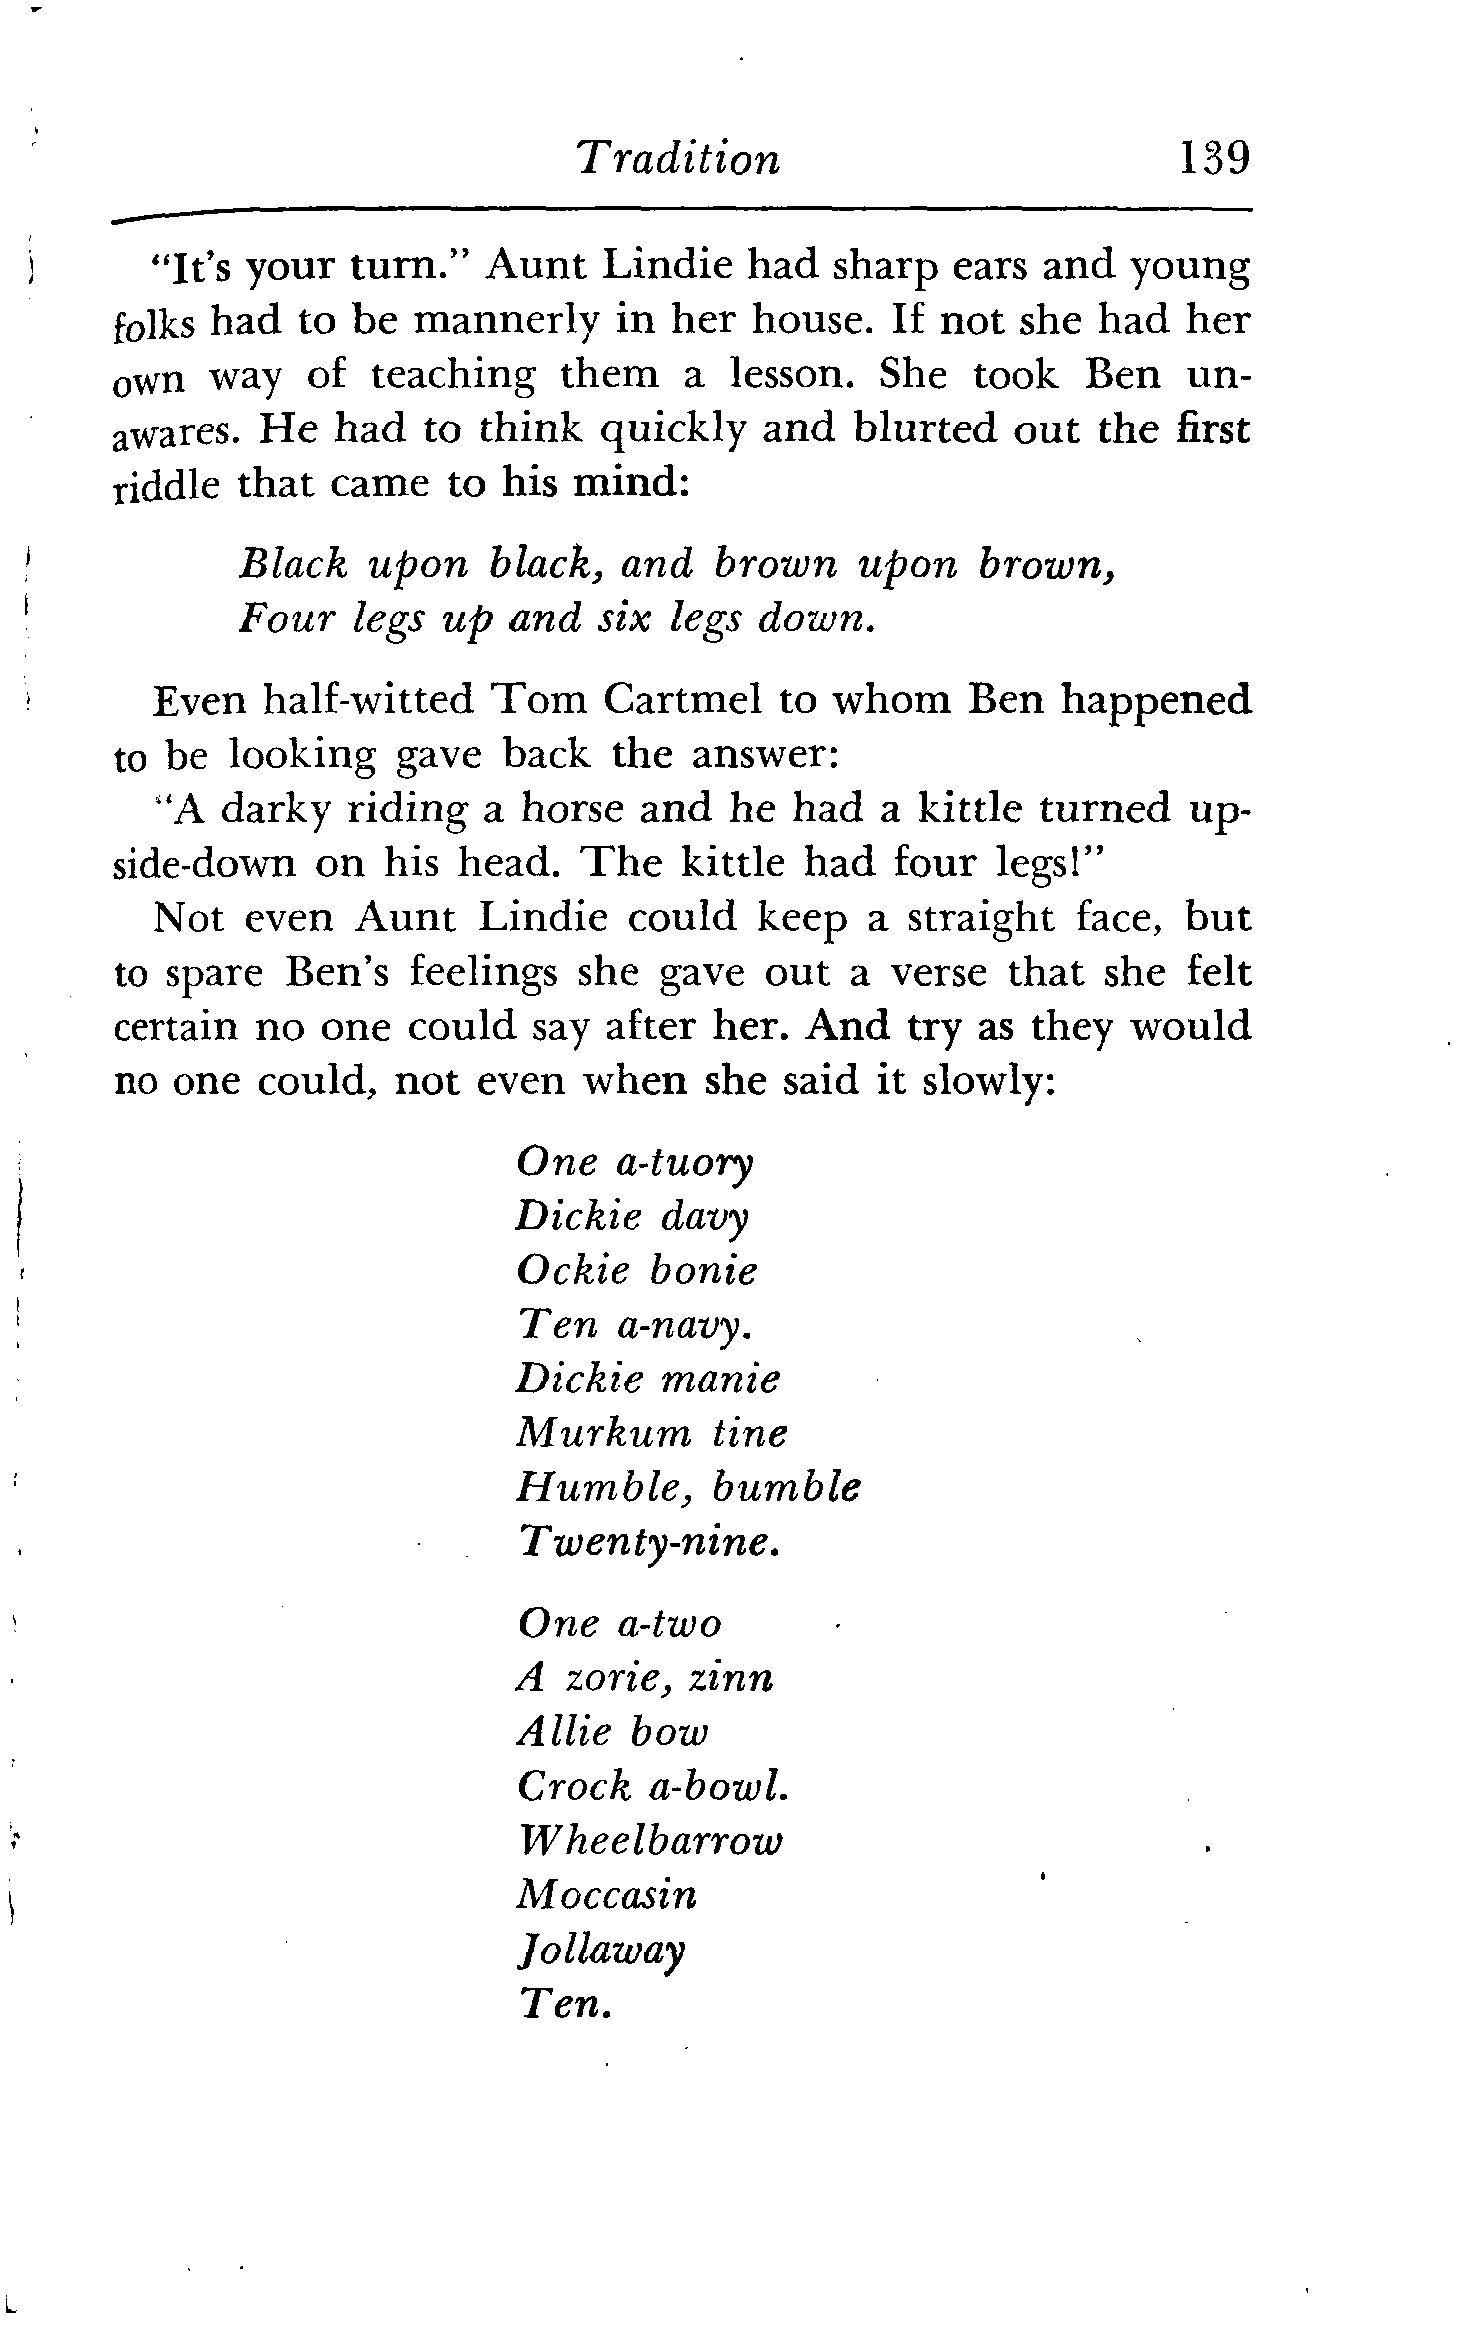 Tradition 139
"It's your turn." Aunt Lindie had sharp ears and young
folks had to be mannerly in her house. If not she had her
own way of teaching them a lesson. She took Ben un-
awares. He had to think quickly and blurted out the first
riddle that came to his mind:
Black upon black, and brown upon brown,
Four legs up and six legs down.
Even half-witted Tom Cartmel to whom Ben happened
to be looking gave back the answer:
"A darky riding a horse and he had a kittle turned up-
side-down on his head. The kittle had four legs!"
Not even Aunt Lindie could keep a straight face, but
to spare Ben's feelings she gave out a verse that she felt
certain no one could say after her. And try as they would
no one could, not even when she said it slowly:
One a-tuory
Dickie davy
Ockie bonie
Ten a-navy.
Dickie manie
Murkum tine
Humble, bumble
Twenty-nine.
One a-two
A zorie, zinn
Allie bow
Crock a-bowl.
Wheelbarrow
Moccasin
Jollaway
Ten.